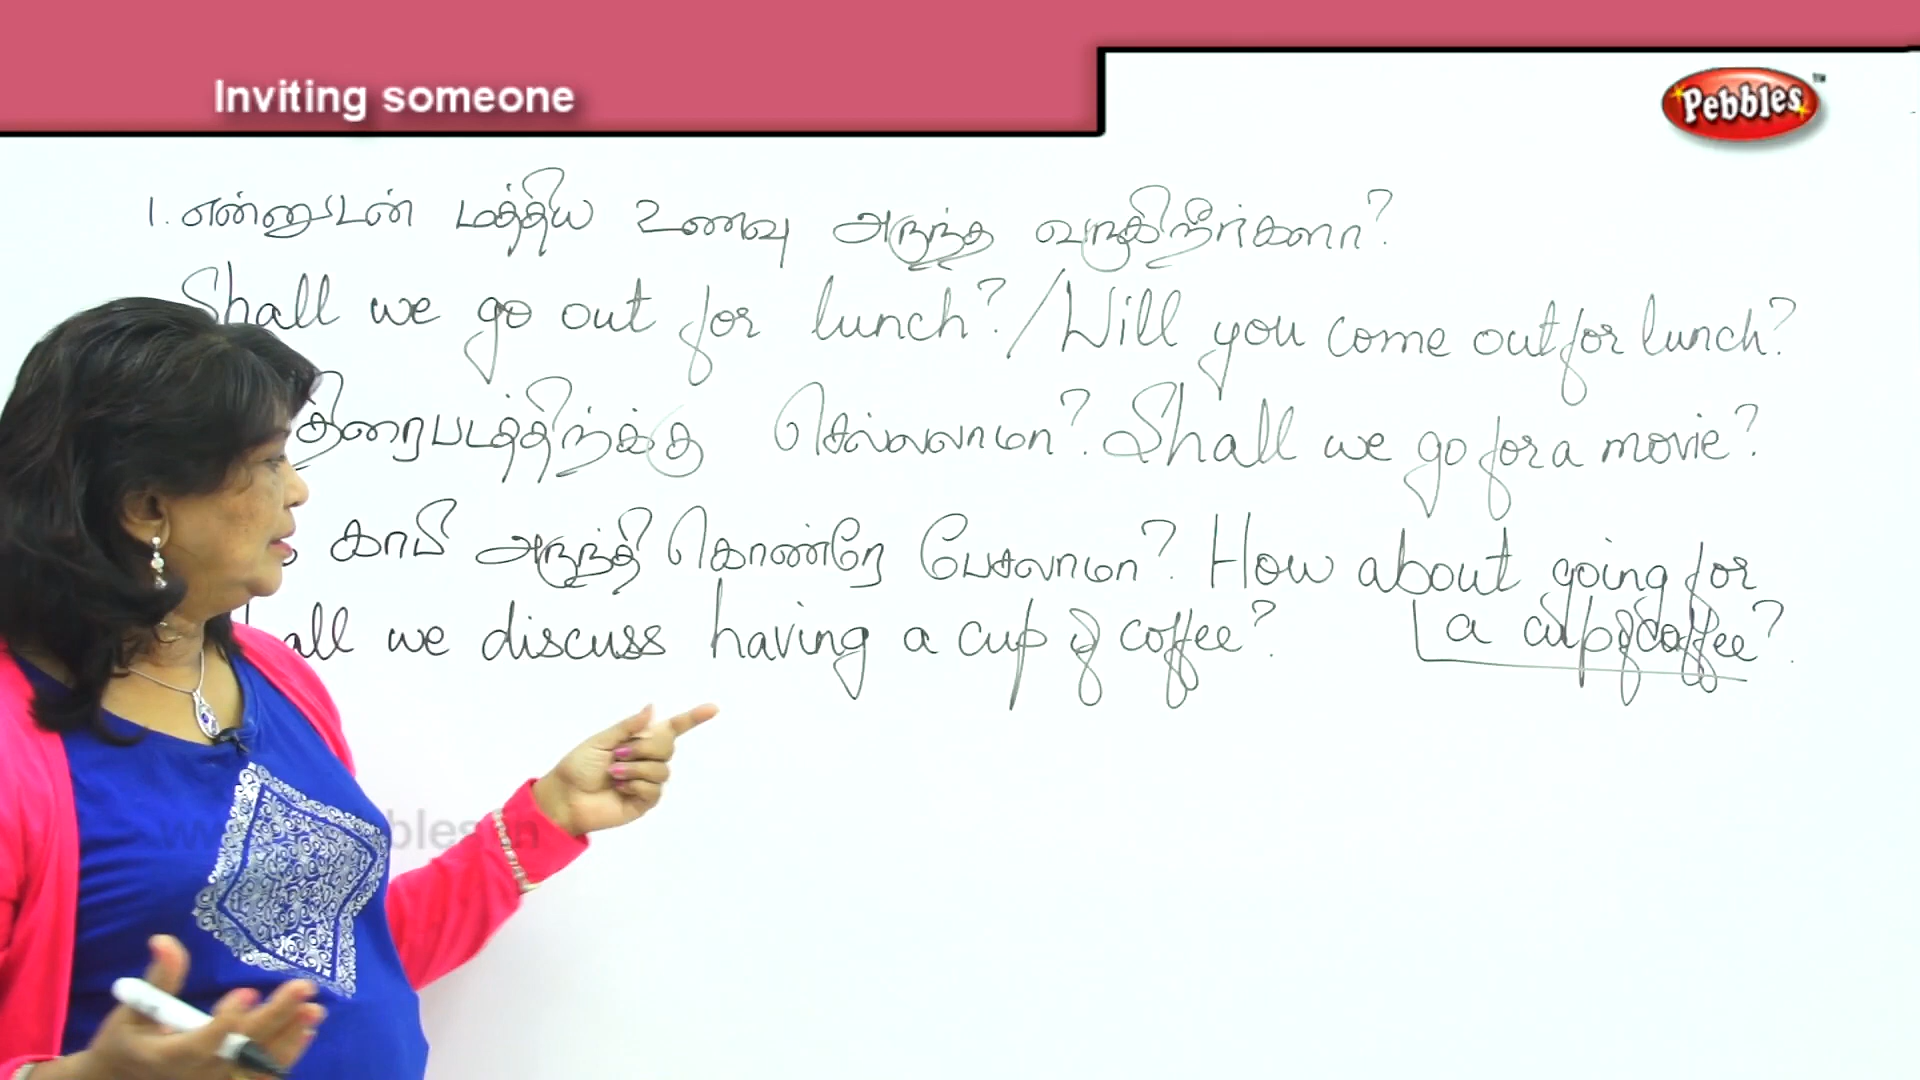 Inviting someone
Pebbles
TM
1. என்னுடன் மத்திய உணவு அருந்த வருகிறீர்களா?
Shall we go out for lunch? / Will you come out for lunch?
திரைபடத்திற்க்கு செல்லலாமா? Shall we go for a movie?
காபி அருந்தி கொண்றே பேசலாமா? How about going for
all we discuss having a cup of coffee? a cup of coffee?